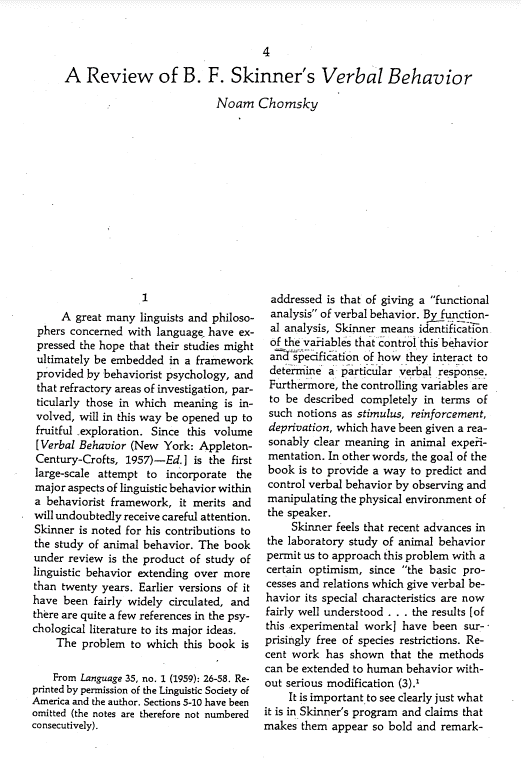 4
A Review of B. F. Skinner's Verbal Behavior
Noam Chomsky
1
A great many linguists and philoso-
phers concerned with language have ex-
pressed the hope that their studies might
ultimately be embedded in a framework
provided by behaviorist psychology, and
that refractory areas of investigation, par-
ticularly those in which meaning is in-
volved, will in this way be opened up to
fruitful exploration. Since this volume
[Verbal Behavior (New York: Appleton-
Century-Crofts, 1957)—Ed.] is the first
large-scale attempt to incorporate the
major aspects of linguistic behavior within
a behaviorist framework, it merits and
will undoubtedly receive careful attention.
Skinner is noted for his contributions to
the study of animal behavior. The book
under review is the product of study of
linguistic behavior extending over more
than twenty years. Earlier versions of it
have been fairly widely circulated, and
there are quite a few references in the psy-
chological literature to its major ideas.
The problem to which this book is
From Language 35, no. 1 (1959): 26-58. Re-
printed by permission of the Linguistic Society of
America and the author. Sections 5-10 have been
omitted (the notes are therefore not numbered
consecutively).
addressed is that of giving a "functional
analysis" of verbal behavior. By function-
al analysis, Skinner means identification
of the variables that control this behavior
and specification of how they interact to
determine a particular verbal response.
Furthermore, the controlling variables are
to be described completely in terms of
such notions as stimulus, reinforcement,
deprivation, which have been given a rea-
sonably clear meaning in animal experi-
mentation. In other words, the goal of the
book is to provide a way to predict and
control verbal behavior by observing and
manipulating the physical environment of
the speaker.
Skinner feels that recent advances in
the laboratory study of animal behavior
permit us to approach this problem with a
certain optimism, since "the basic pro-
cesses and relations which give verbal be-
havior its special characteristics are now
fairly well understood . . . the results [of
this experimental work] have been sur-
prisingly free of species restrictions. Re-
cent work has shown that the methods
can be extended to human behavior with-
out serious modification (3).¹
It is important to see clearly just what
it is in Skinner's program and claims that
makes them appear so bold and remark-